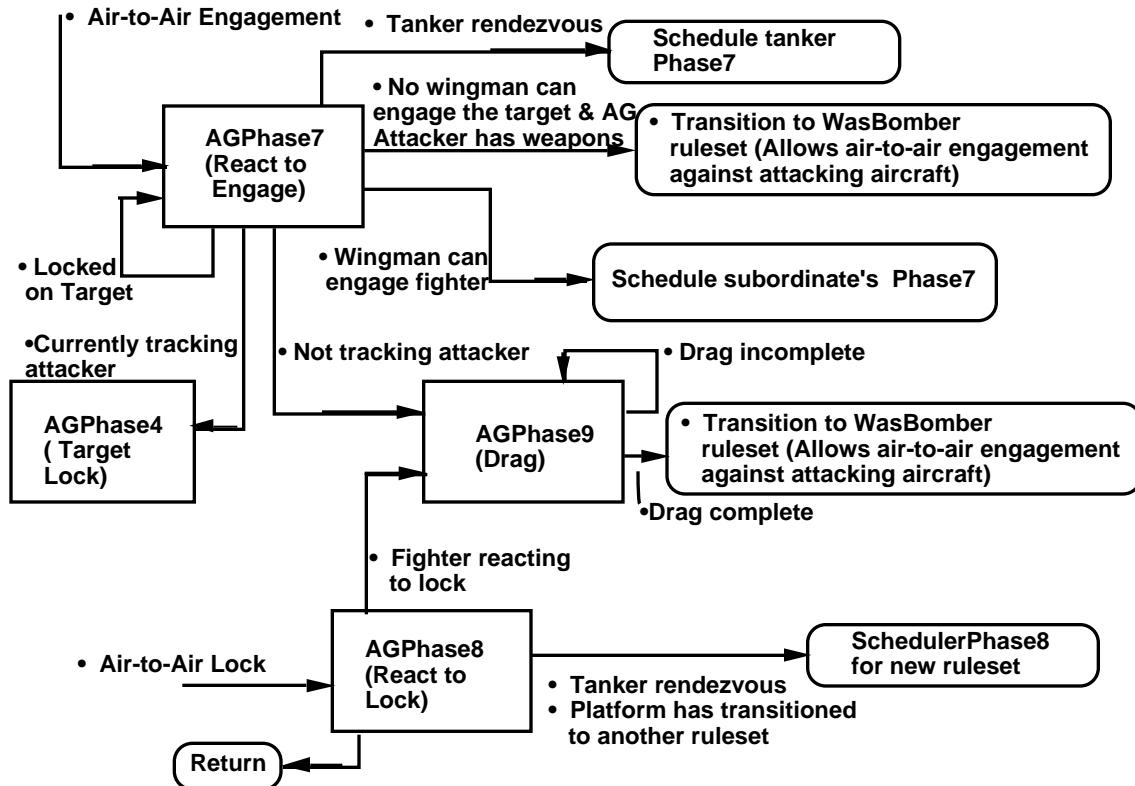 • Air-to-Air Engagement
• Tanker rendezvous
Schedule tanker
Phase7
• No wingman can
engage the target & AG
Attacker has weapons
AGPhase7
(React to
Engage)
• Transition to WasBomber
ruleset (Allows air-to-air engagement
against attacking aircraft)
• Locked
on Target
• Wingman can
engage fighter
Schedule subordinate's Phase7
•Currently tracking
attacker
• Not tracking attacker
• Drag incomplete
AGPhase4
( Target
Lock)
AGPhase9
(Drag)
• Transition to WasBomber
ruleset (Allows air-to-air engagement
against attacking aircraft)
•Drag complete
• Fighter reacting
to lock
AGPhase8
(React to
Lock)
• Air-to-Air Lock
SchedulerPhase8
for new ruleset
• Tanker rendezvous
• Platform has transitioned
to another ruleset
Return